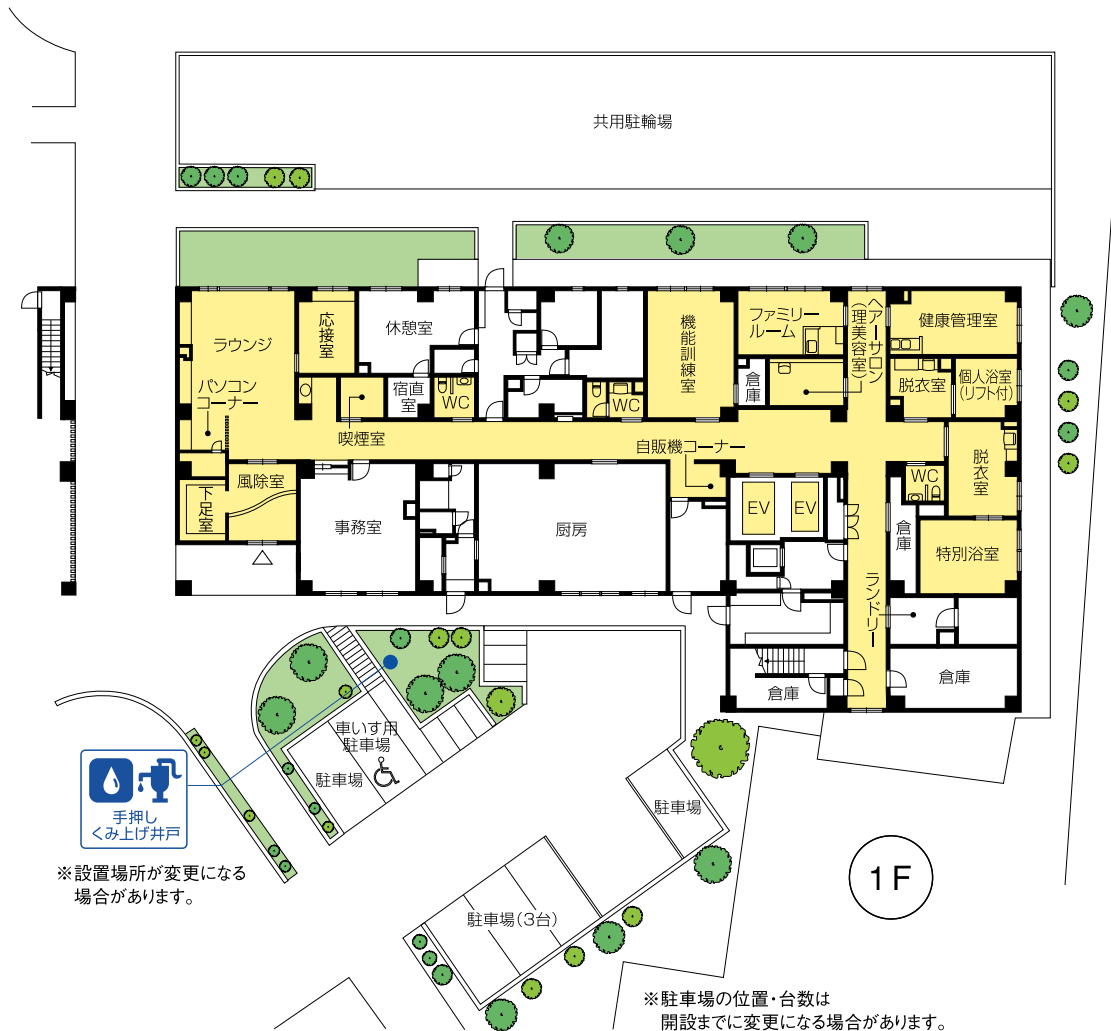 共用駐輪場
ラウンジ
応接室
休憩室
機能訓練室
ファミリー
ルーム
ヘアーサロン
(理美容室)
健康管理室
パソコン
コーナー
宿直
室
WC
WC
倉庫
脱衣室
個人浴室
(リフト付)
喫煙室
自販機コーナー
脱衣室
WC
下足室
風除室
事務室
厨房
EV
EV
倉庫
特別浴室
ランドリー
倉庫
倉庫
車いす用
駐車場
駐車場
手押し
くみ上げ井戸
※設置場所が変更になる
場合があります。
駐車場
1F
駐車場(3台)
※駐車場の位置・台数は
開設までに変更になる場合があります。